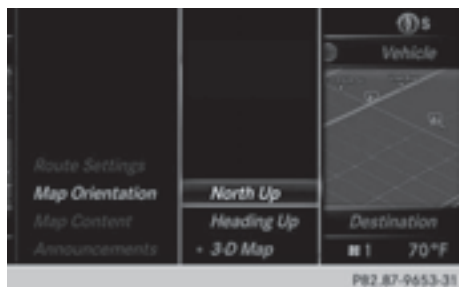 S
Vehicle
Route Settings
Map Orientation
North Up
Map Content
Heading Up
Destination
Announcements
3-D Map
1
70°F
P82.87-9653-31